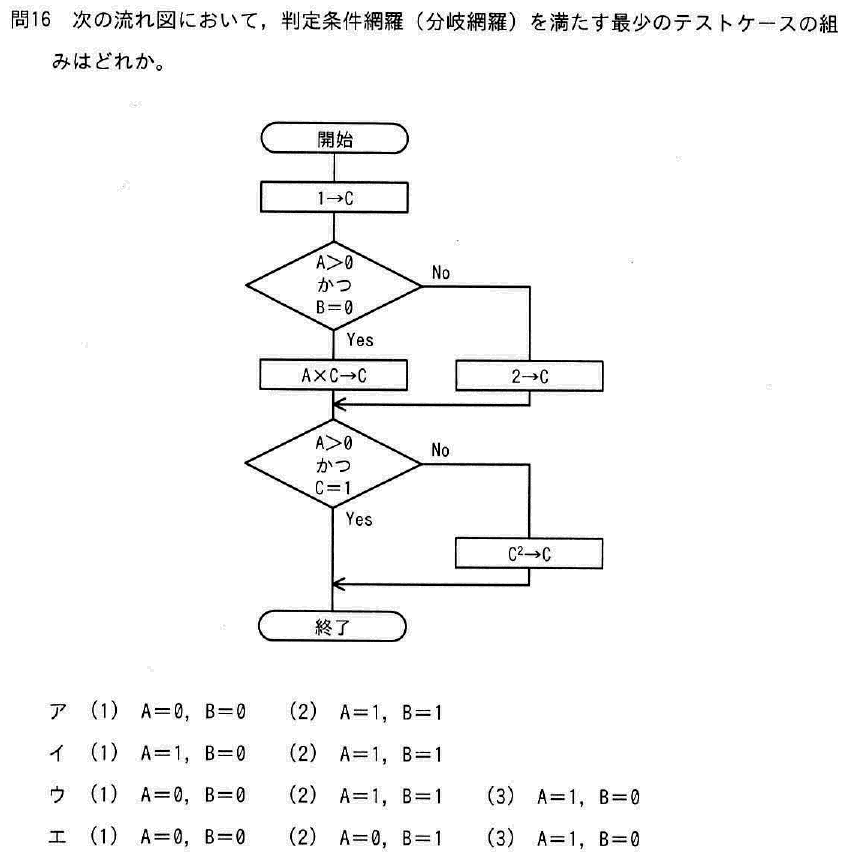 問16 次の流れ図において，判定条件網羅（分岐網羅）を満たす最少のテストケースの組
みはどれか。
開始
1→C
A＞0
かつ
B＝0
No
Yes
A×C→C
2→C
A＞0
かつ
C＝1
No
Yes
C²→C
終了
ア (1) A＝0, B＝0 (2) A＝1, B＝1
イ (1) A＝1, B＝0 (2) A＝1, B＝1
ウ (1) A＝0, B＝0 (2) A＝1, B＝1 (3) A＝1, B＝0
エ (1) A＝0, B＝0 (2) A＝0, B＝1 (3) A＝1, B＝0